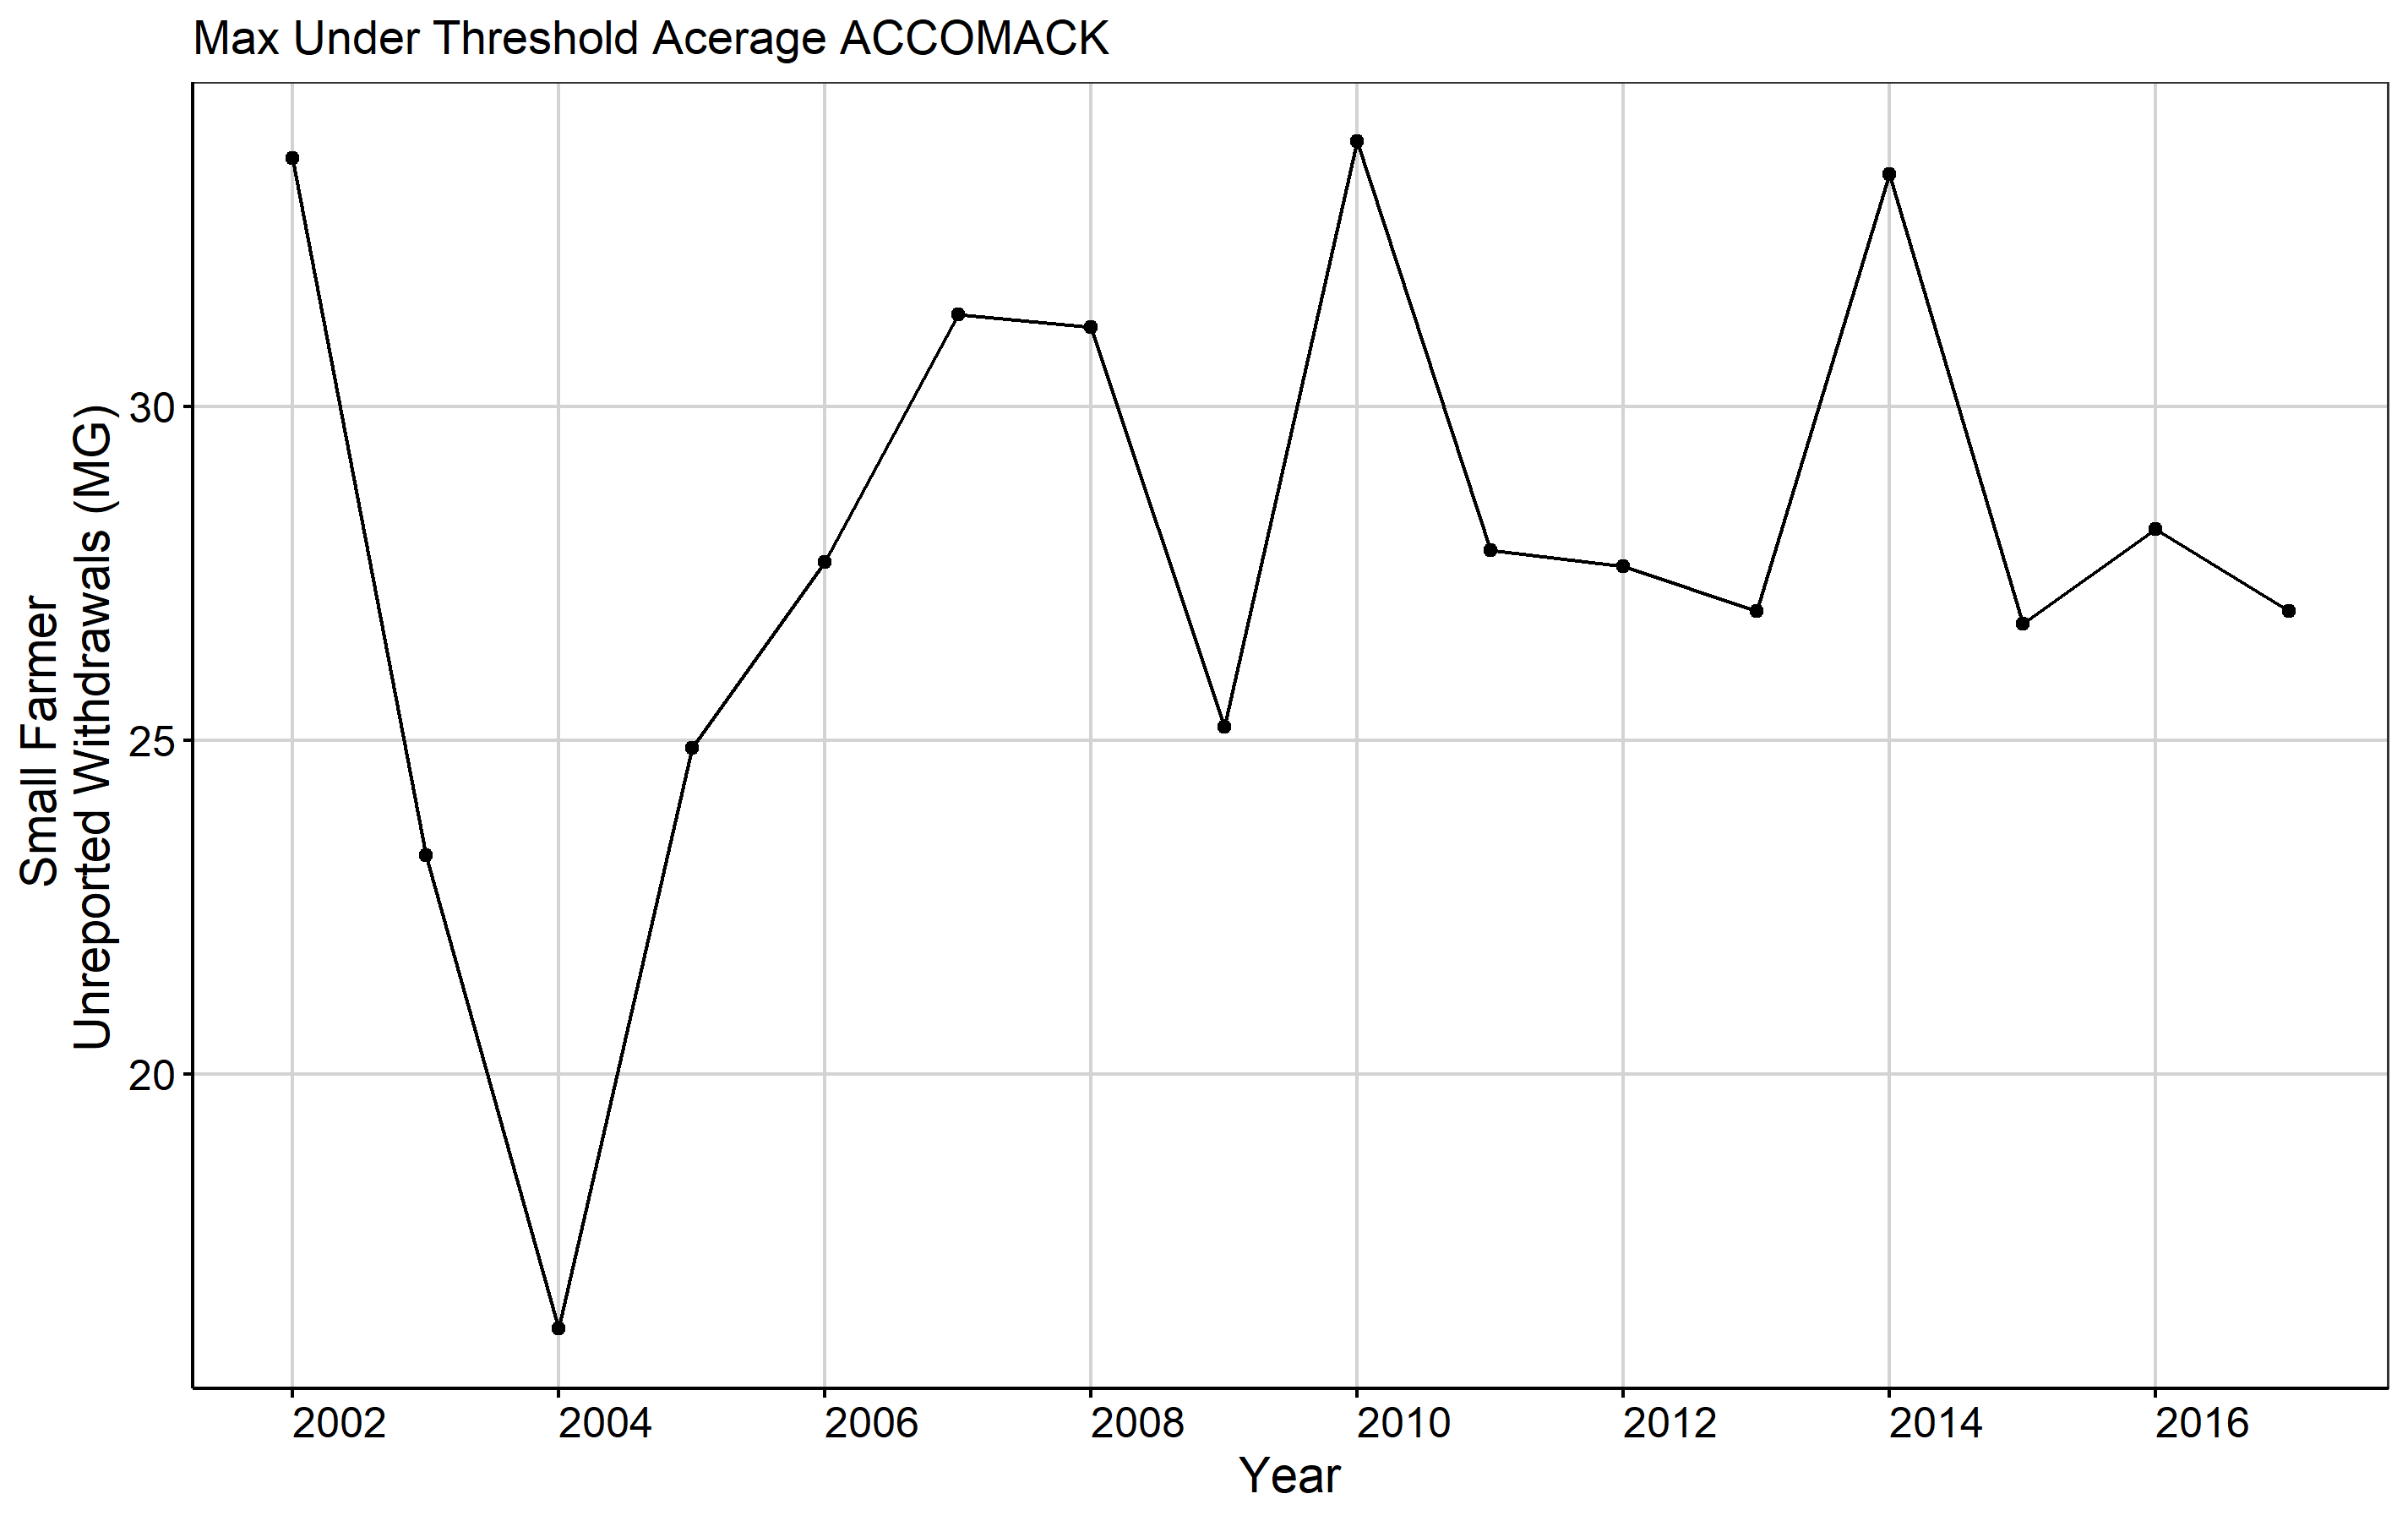 Max Under Threshold Acerage ACCOMACK
Small Farmer
Unreported Withdrawals (MG)
30
25
20
2002 2004 2006 2008 2010 2012 2014 2016
Year